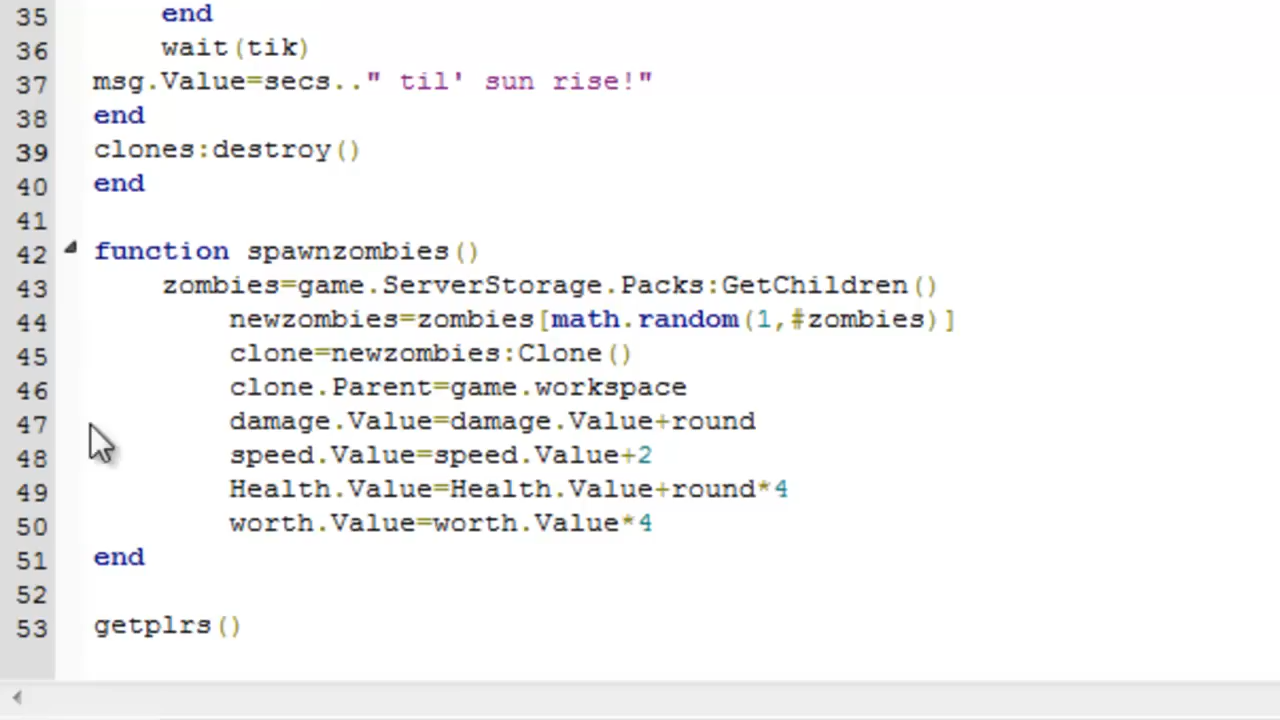 35 end
36 wait(tik)
37 msg.Value=secs.." til' sun rise!"
38 end
39 clones:destroy()
40 end
41
42 function spawnzombies()
43 zombies=game.ServerStorage.Packs:GetChildren()
44 newzombies=zombies[math.random(1,#zombies)]
45 clone=newzombies:Clone()
46 clone.Parent=game.workspace
47 damage.Value=damage.Value+round
48 speed.Value=speed.Value+2
49 Health.Value=Health.Value+round*4
50 worth.Value=worth.Value*4
51 end
52
53 getplrs()